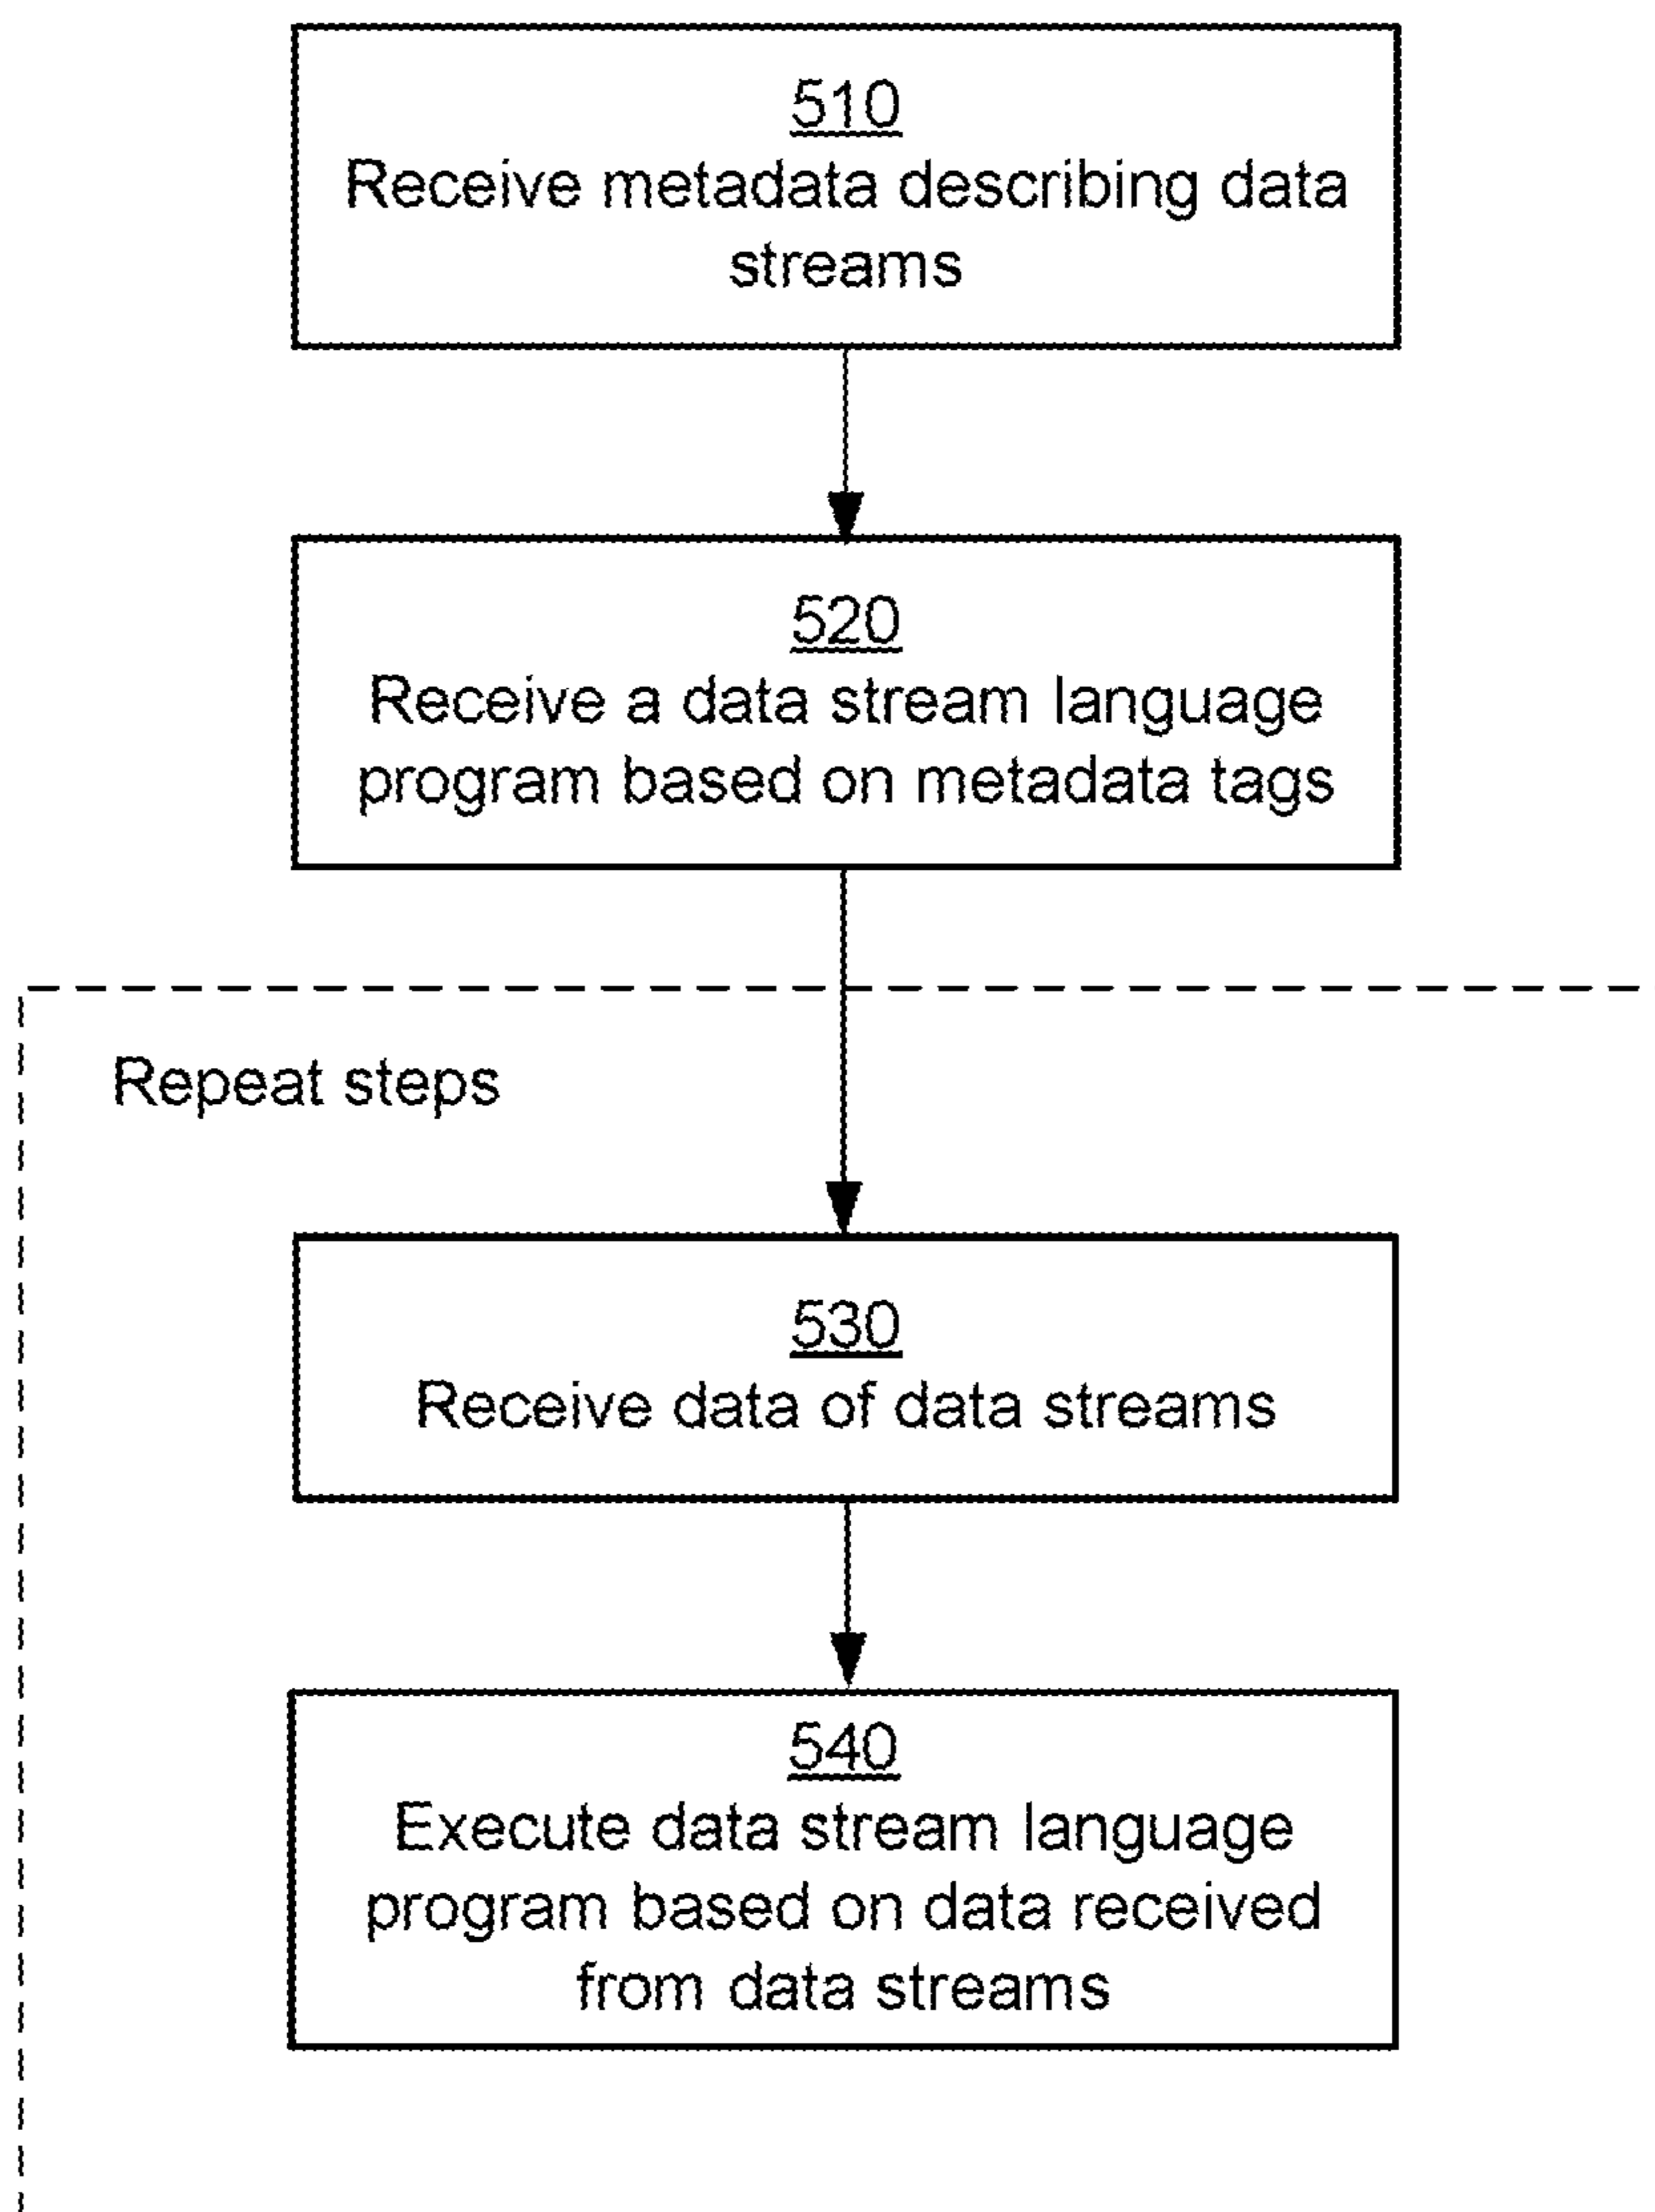 510
Receive metadata describing data
streams
520
Receive a data stream language
program based on metadata tags
Repeat steps
530
Receive data of data streams
540
Execute data stream language
program based on data received
from data streams